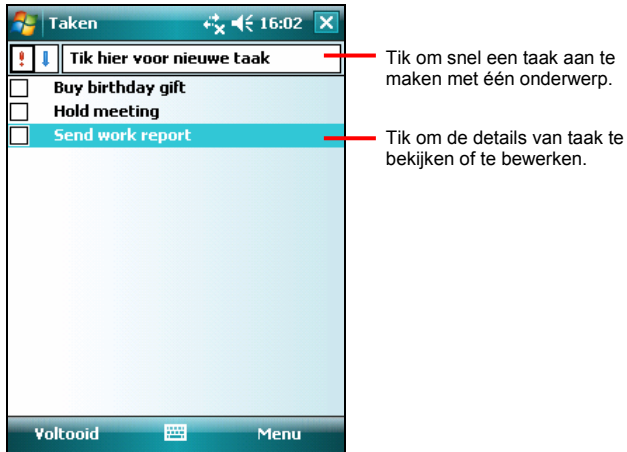 Taken 16:02
Tik hier voor nieuwe taak
Buy birthday gift
Hold meeting
Send work report
Voltooid Menu
Tik om snel een taak aan te
maken met één onderwerp.
Tik om de details van taak te
bekijken of te bewerken.